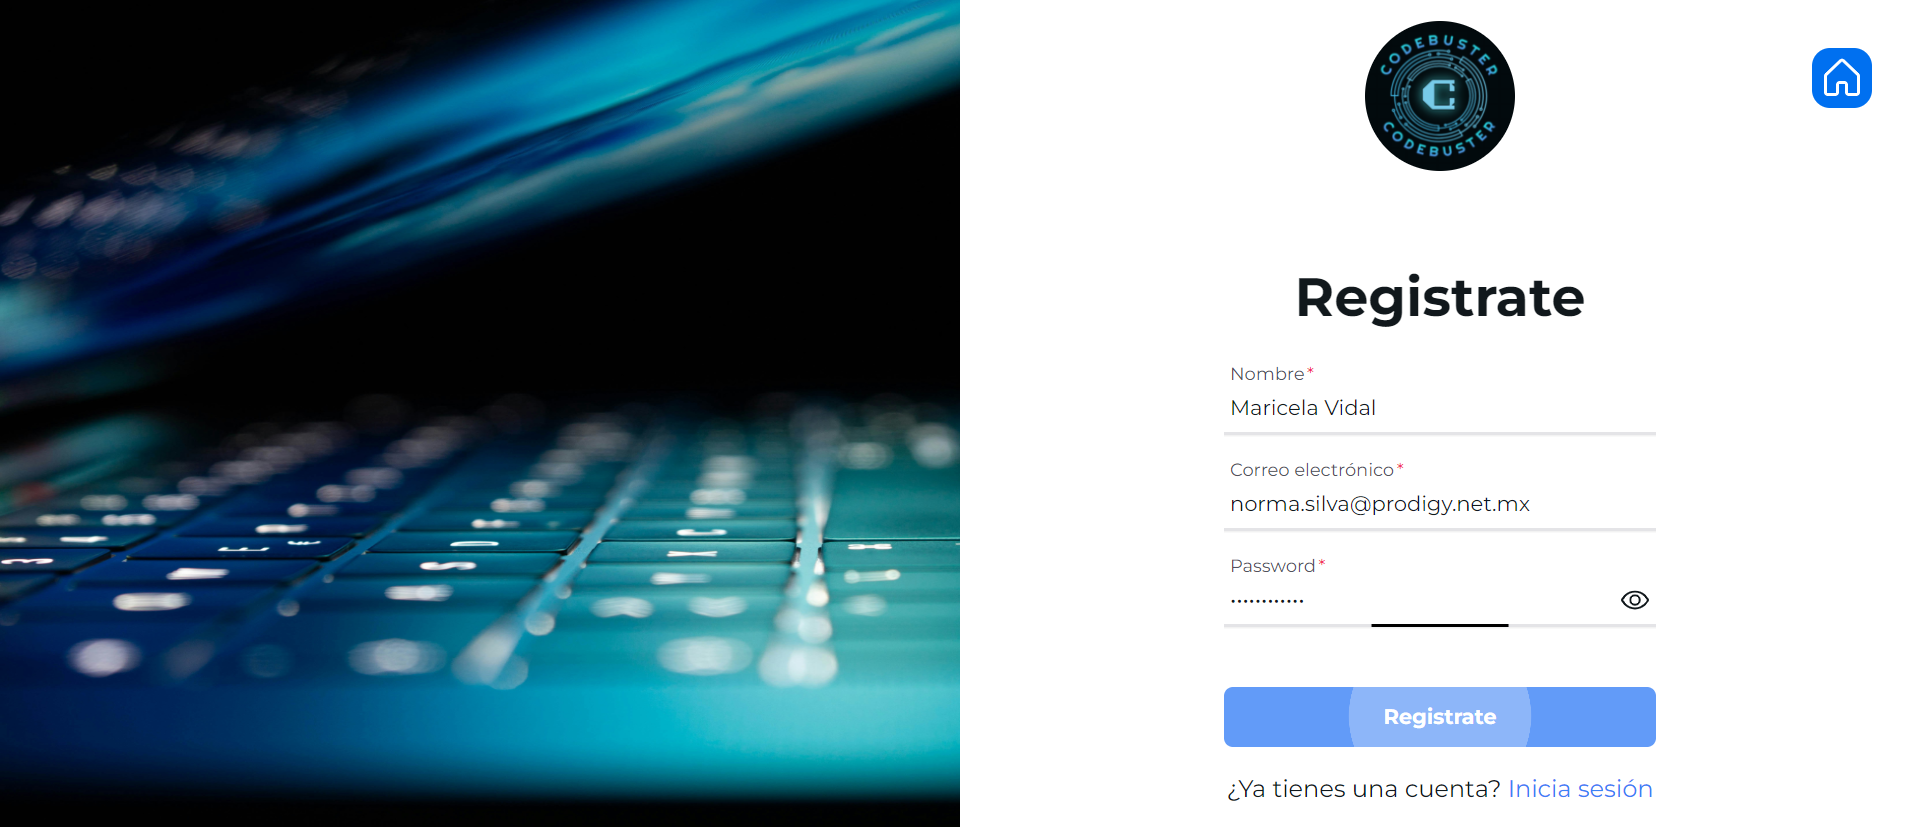 CODEBUSTER
C
CODEBUSTER
Registrate
Nombre*
Maricela Vidal
Correo electrónico*
norma.silva@prodigy.net.mx
Password*
••••••••••••
Registrate
¿Ya tienes una cuenta? Inicia sesión